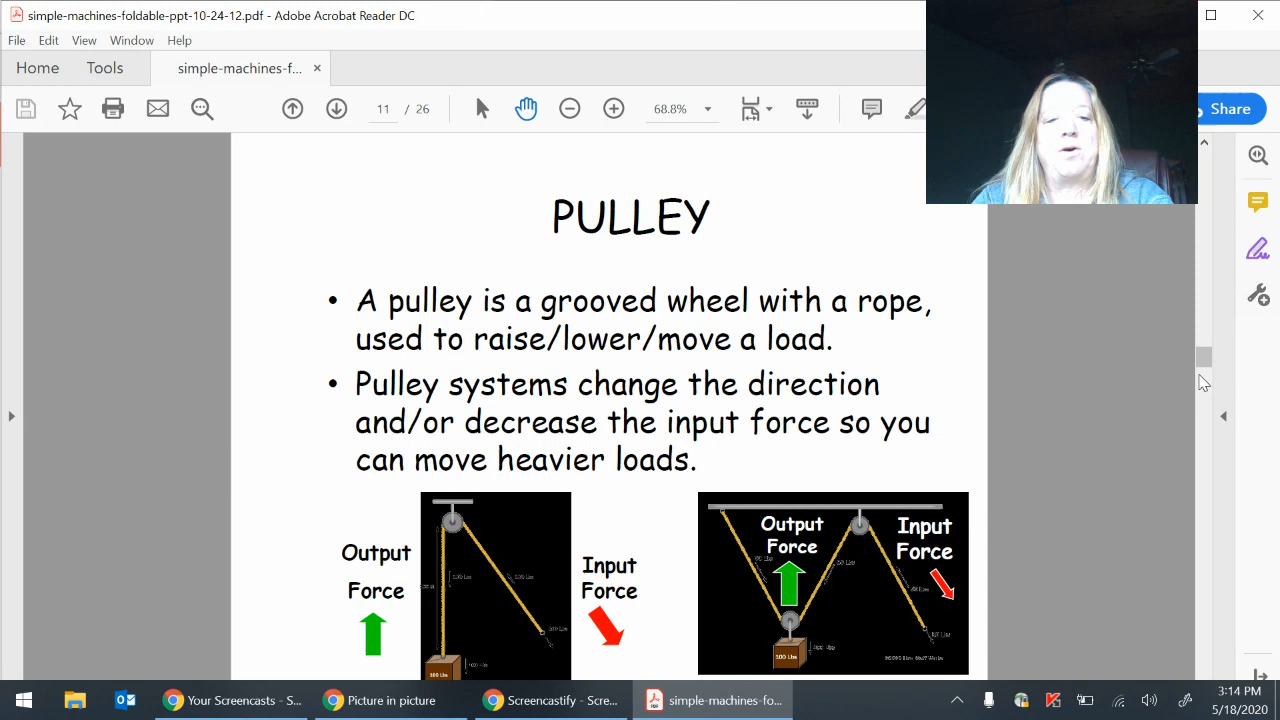 simple-machines-foldable-ppt-10-24-12.pdf - Adobe Acrobat Reader DC
File Edit View Window Help
Home Tools simple-machines-f... ×
11 / 26 68.8% Share
PULLEY
• A pulley is a grooved wheel with a rope,
used to raise/lower/move a load.
• Pulley systems change the direction
and/or decrease the input force so you
can move heavier loads.
Output
Force
Input
Force
100 Lbs
Output
Force
Input
Force
100 Lbs
Your Screencasts - S... Picture in picture Screencastify - Scre... simple-machines-fo...
3:14 PM
5/18/2020